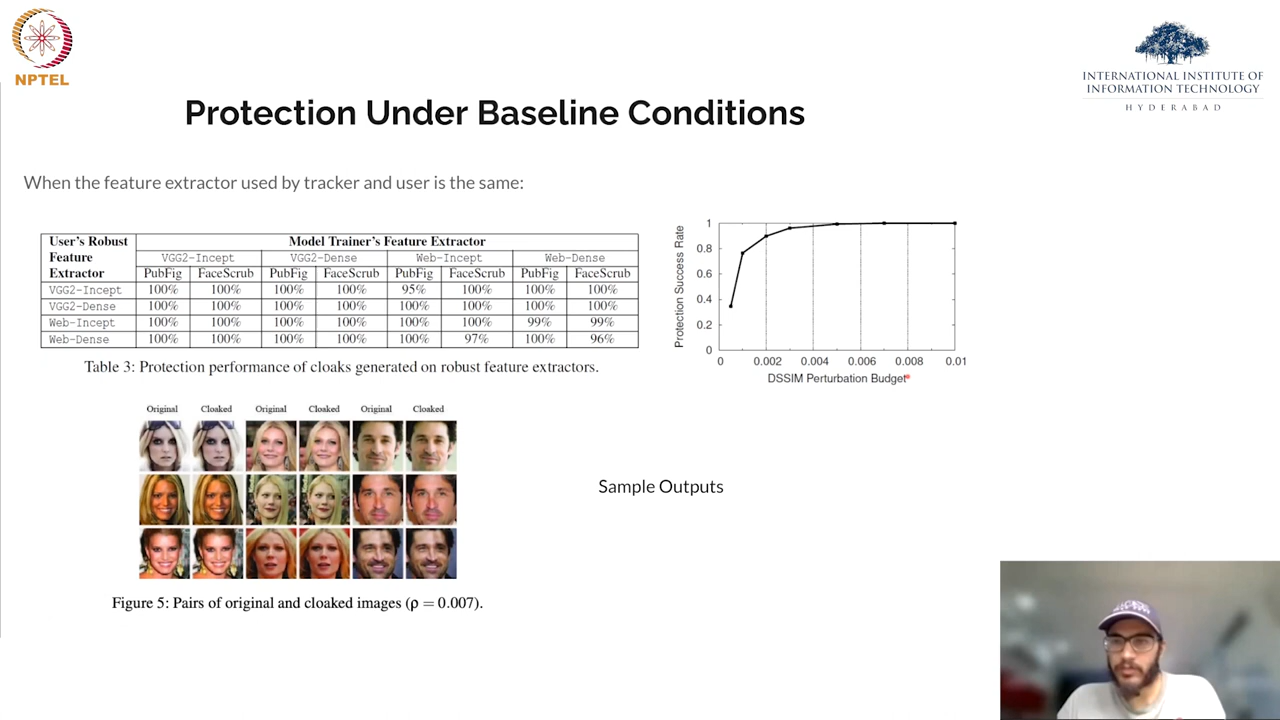 NPTEL
INTERNATIONAL INSTITUTE OF
INFORMATION TECHNOLOGY
HYDERABAD
Protection Under Baseline Conditions
When the feature extractor used by tracker and user is the same:
User's Robust Feature Extractor | Model Trainer's Feature Extractor
VGG2-Incept | VGG2-Dense | Web-Incept | Web-Dense
PubFig | FaceScrub | PubFig | FaceScrub | PubFig | FaceScrub | PubFig | FaceScrub
VGG2-Incept | 100% | 100% | 100% | 100% | 95% | 100% | 100% | 100%
VGG2-Dense | 100% | 100% | 100% | 100% | 100% | 100% | 100% | 100%
Web-Incept | 100% | 100% | 100% | 100% | 100% | 100% | 99% | 99%
Web-Dense | 100% | 100% | 100% | 100% | 100% | 97% | 100% | 96%
Table 3: Protection performance of cloaks generated on robust feature extractors.
Protection Success Rate
1
0.8
0.6
0.4
0.2
0
0 0.002 0.004 0.006 0.008 0.01
DSSIM Perturbation Budget
Original Cloaked Original Cloaked Original Cloaked
Figure 5: Pairs of original and cloaked images (ρ = 0.007).
Sample Outputs